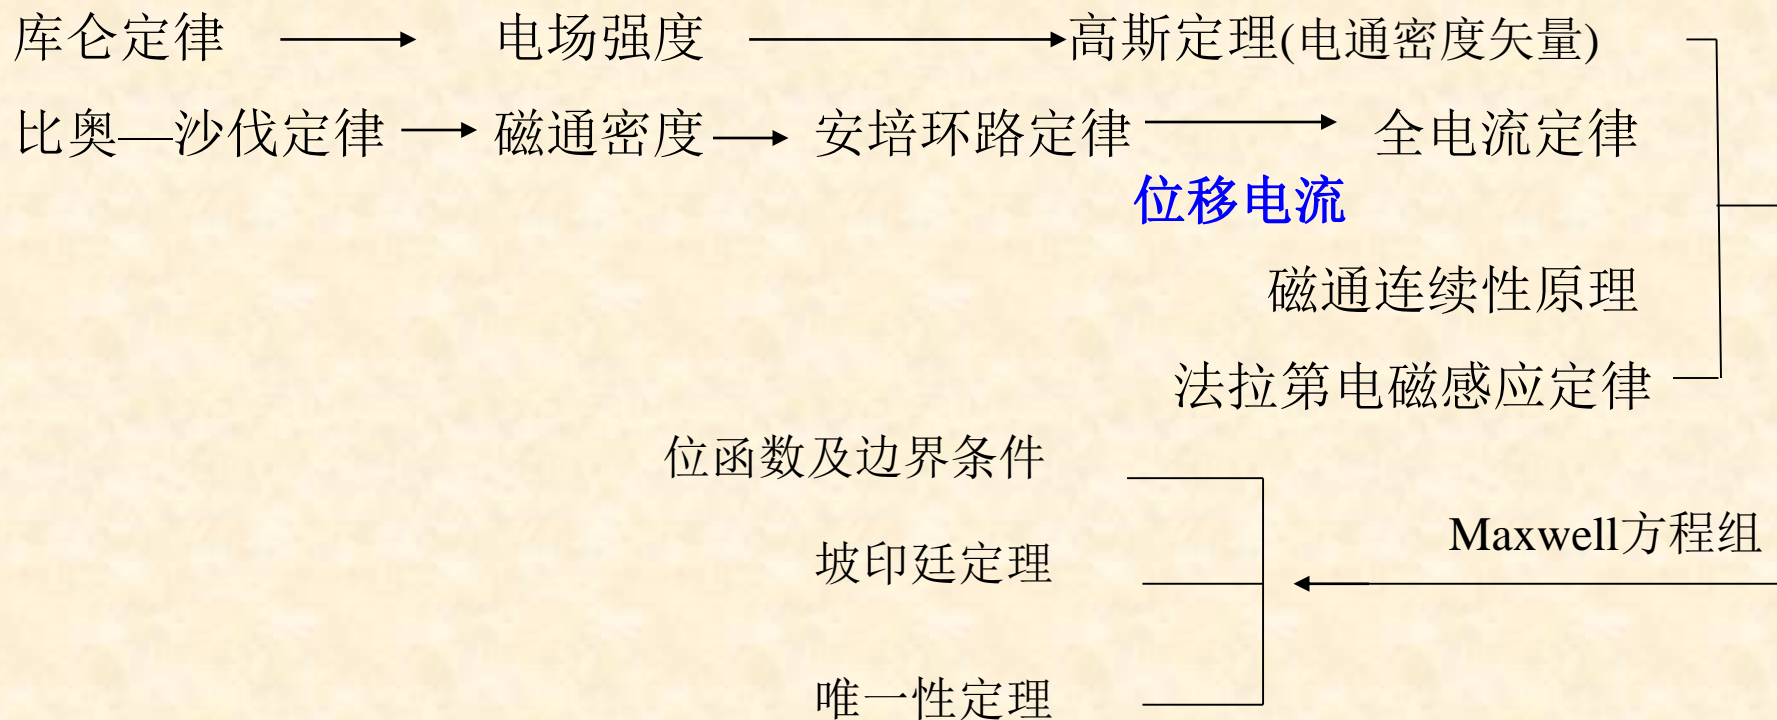 库仑定律 电场强度 高斯定理(电通密度矢量)
比奥—沙伐定律 磁通密度 安培环路定律 全电流定律
位移电流
磁通连续性原理
法拉第电磁感应定律
位函数及边界条件
Maxwell方程组
坡印廷定理
唯一性定理